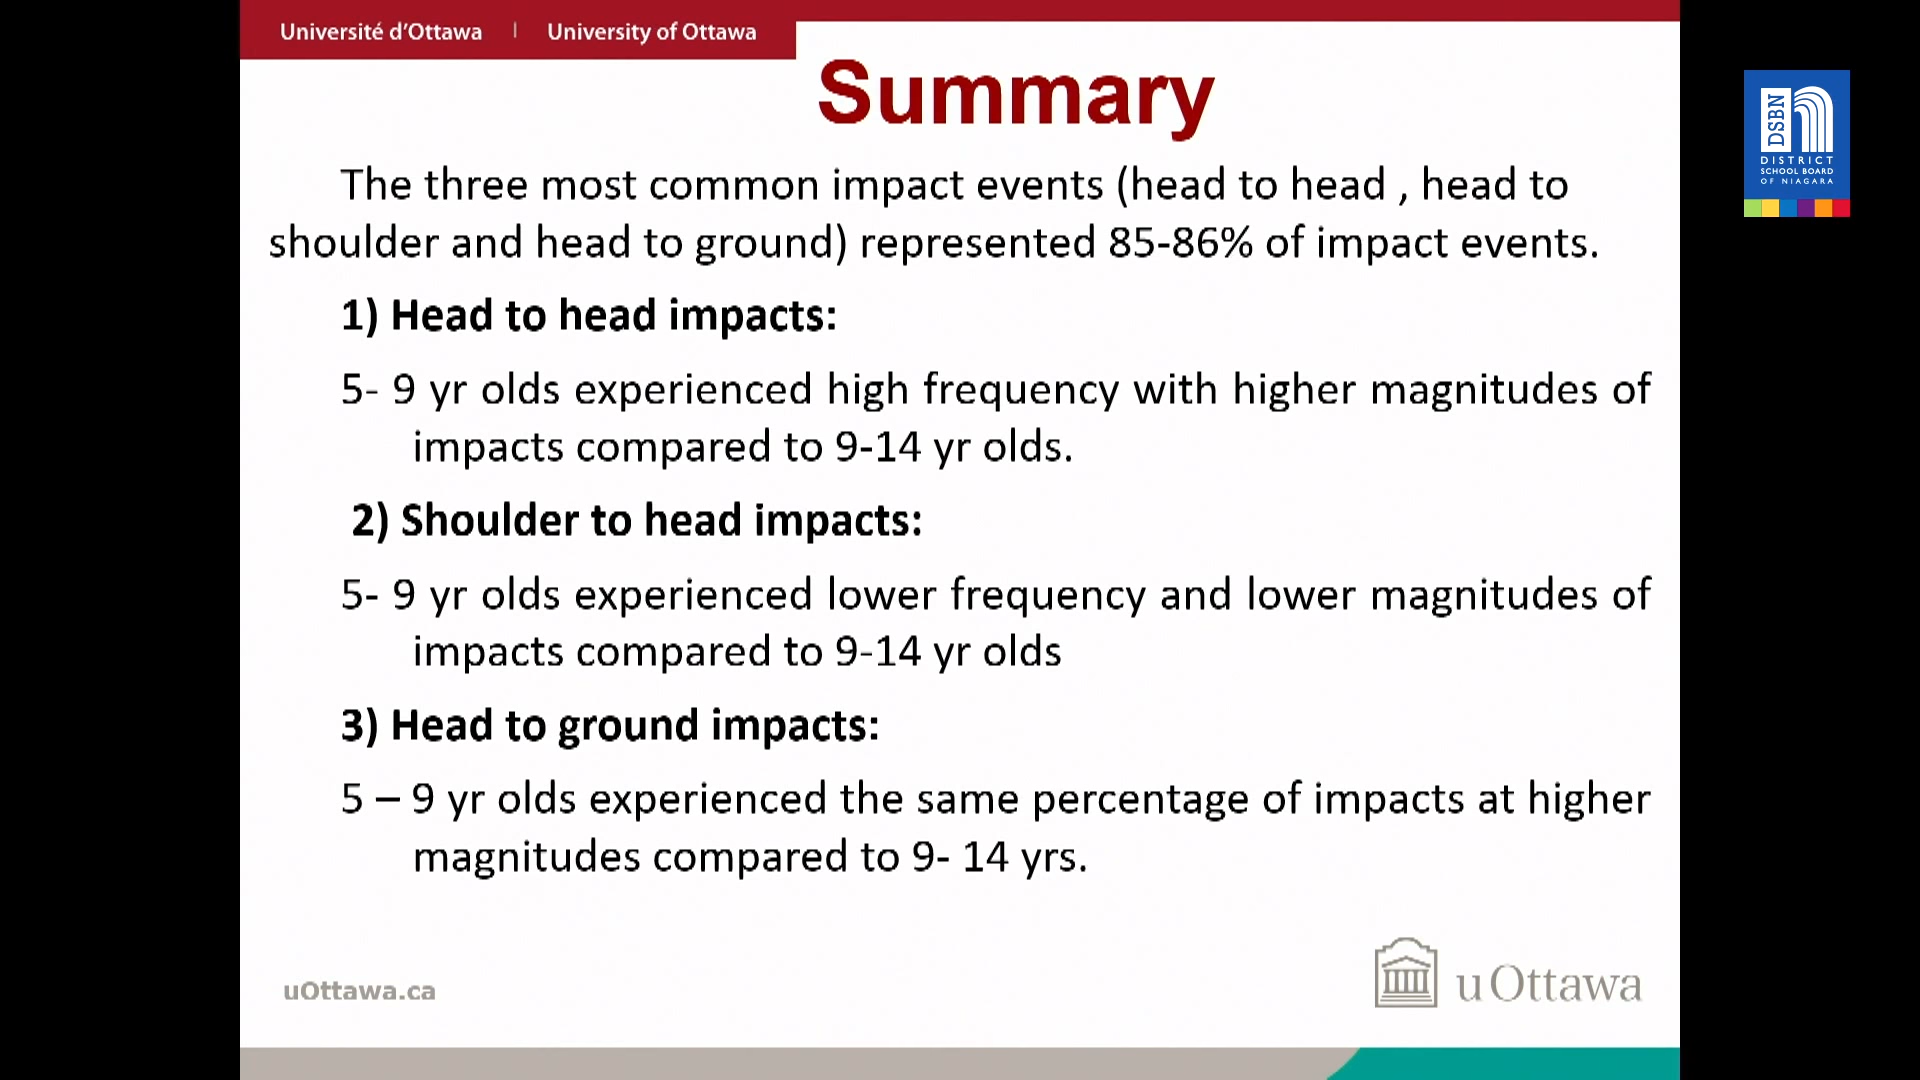 Université d'Ottawa | University of Ottawa
Summary
DSBN
DISTRICT
SCHOOL BOARD
OF NIAGARA
The three most common impact events (head to head , head to
shoulder and head to ground) represented 85-86% of impact events.
1) Head to head impacts:
5- 9 yr olds experienced high frequency with higher magnitudes of
impacts compared to 9-14 yr olds.
2) Shoulder to head impacts:
5- 9 yr olds experienced lower frequency and lower magnitudes of
impacts compared to 9-14 yr olds
3) Head to ground impacts:
5 – 9 yr olds experienced the same percentage of impacts at higher
magnitudes compared to 9- 14 yrs.
uOttawa.ca
uOttawa